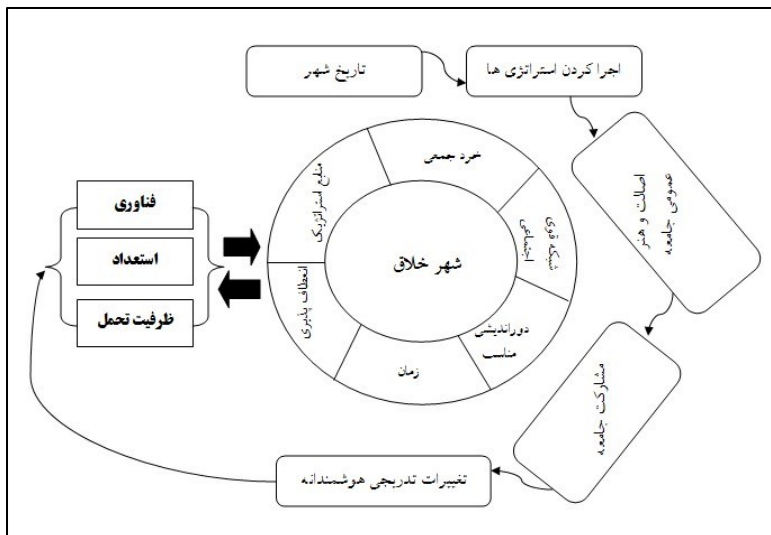 تاریخ شهر
اجرا کردن استراتژی ها
اصالت و هنر
عمومی جامعه
مشارکت جامعه
تغییرات تدریجی هوشمندانه
فناوری
استعداد
ظرفیت تحمل
شهر خلاق
خرد جمعی
شبکه قوی
اجتماعی
دوراندیشی
مناسب
زمان
انعطاف پذیری
منابع استراتژیک